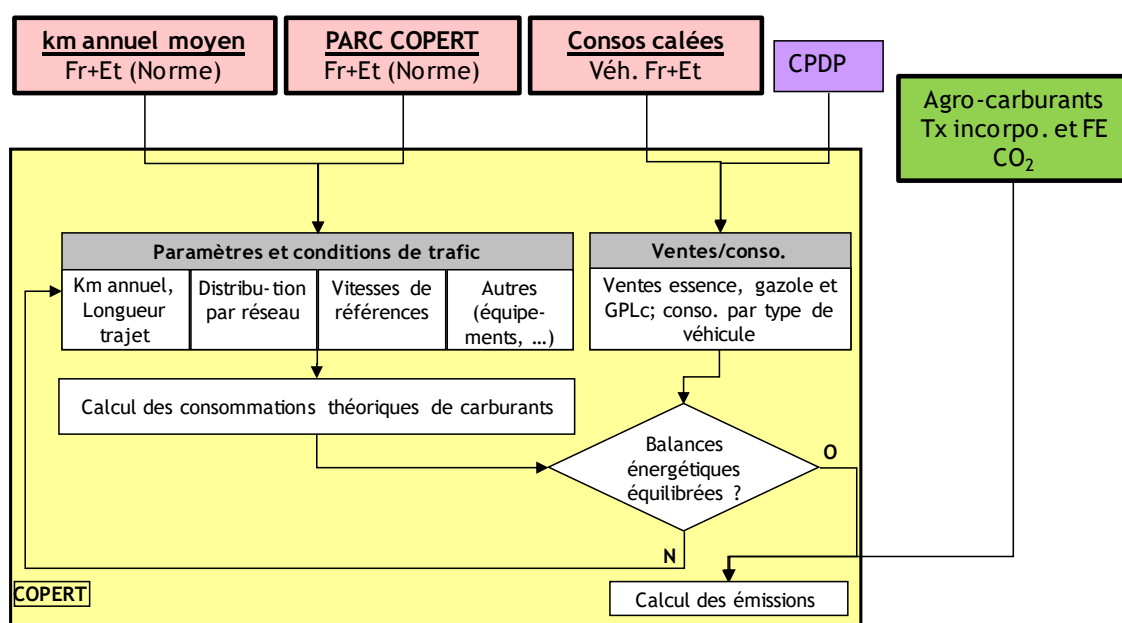 km annuel moyen
Fr+Et (Norme)
PARC COPERT
Fr+Et (Norme)
Consos calées
Véh. Fr+Et
CPDP
Agro-carburants
Tx incorpo. et FE
CO₂
Paramètres et conditions de trafic
Km annuel,
Longueur
trajet
Distribu-tion
par réseau
Vitesses de
références
Autres
(équipe-
ments, ...)
Ventes/conso.
Ventes essence, gazole et
GPLc; conso. par type de
véhicule
Calcul des consommations théoriques de carburants
Balances
énergétiques
équilibrées ?
O
N
COPERT
Calcul des émissions